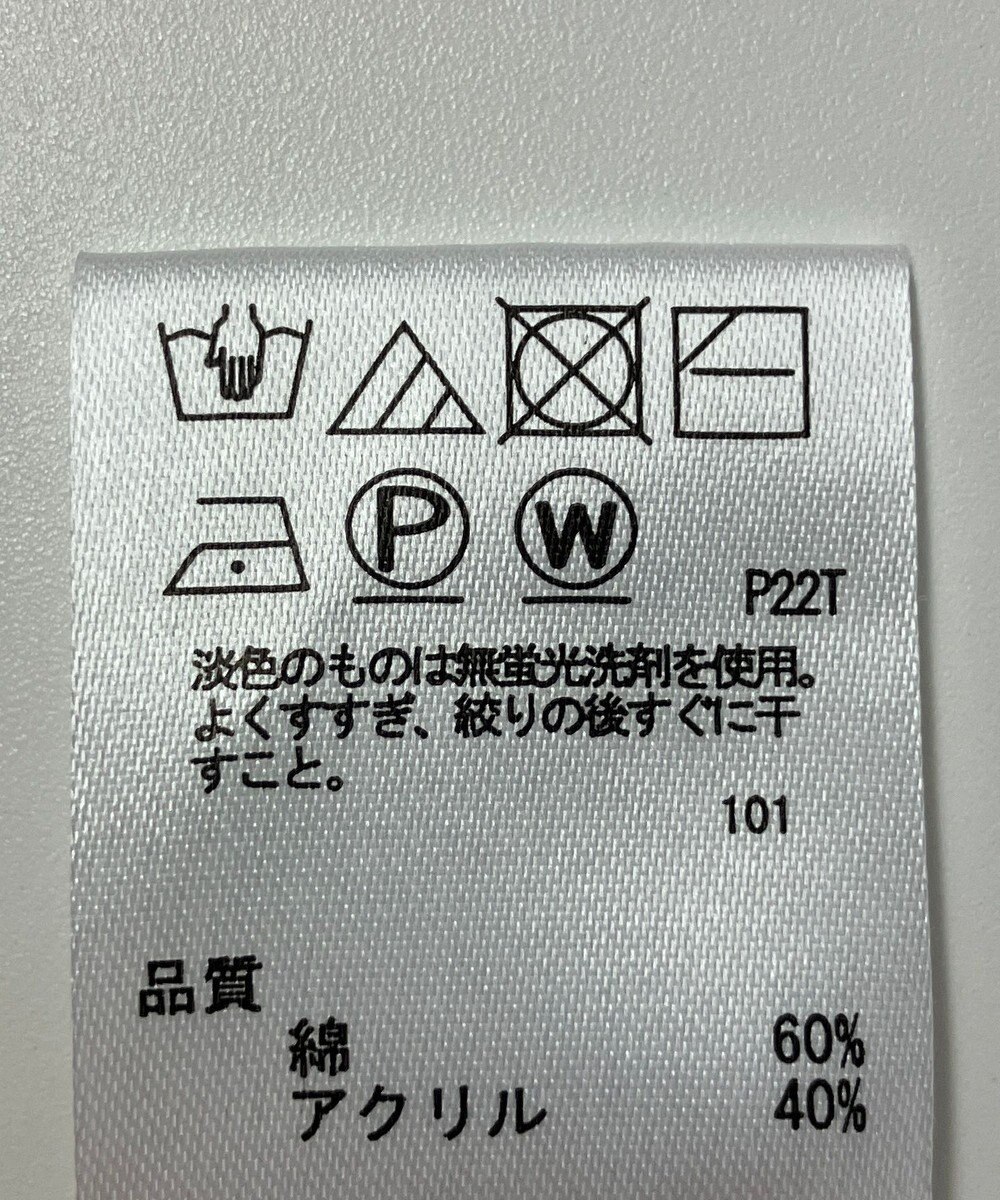 P W
P22T
淡色のものは無蛍光洗剤を使用。
よくすすぎ、絞りの後すぐに干
すこと。
101
品質
綿 60%
アクリル 40%